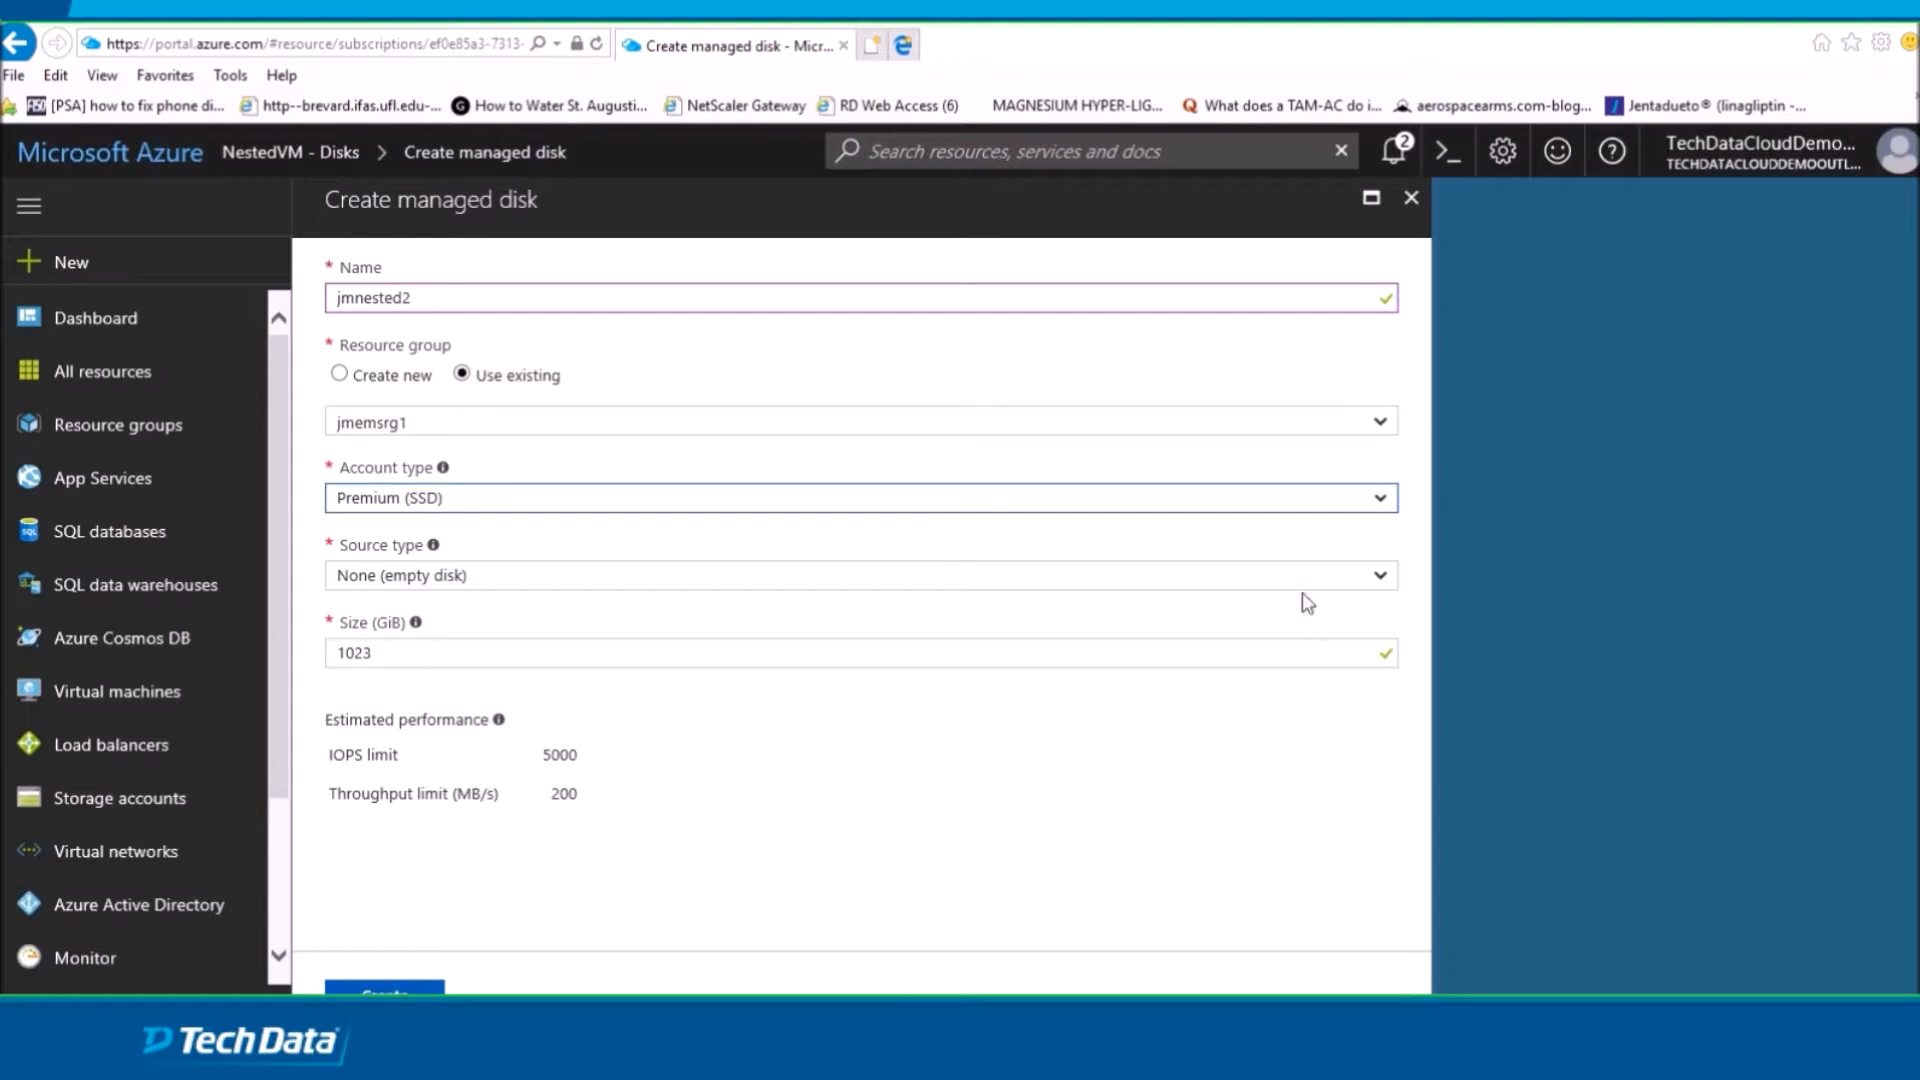 https://portal.azure.com/#resource/subscriptions/ef0e85a3-7313-
Create managed disk - Micr...
File Edit View Favorites Tools Help
[PSA] how to fix phone di... http--brevard.ifas.ufl.edu-... How to Water St. Augusti... NetScaler Gateway RD Web Access (6) MAGNESIUM HYPER-LIG... What does a TAM-AC do i... aerospacearms.com-blog... Jentadueto® (linagliptin -...
Microsoft Azure NestedVM - Disks > Create managed disk
Search resources, services and docs
2
TechDataCloudDemo...
TECHDATACLOUDDEMOOUTL...
Create managed disk
New
Dashboard
All resources
Resource groups
App Services
SQL databases
SQL data warehouses
Azure Cosmos DB
Virtual machines
Load balancers
Storage accounts
Virtual networks
Azure Active Directory
Monitor
* Name
jmnested2
* Resource group
Create new Use existing
jmemsrg1
* Account type
Premium (SSD)
* Source type
None (empty disk)
* Size (GiB)
1023
Estimated performance
IOPS limit 5000
Throughput limit (MB/s) 200
Tech Data